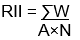 RII = ∑W
A×N